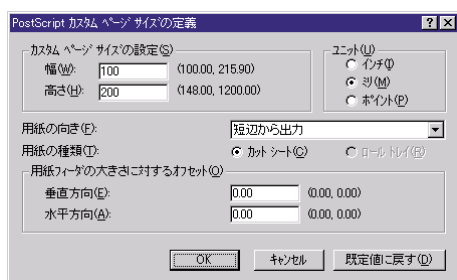 PostScript カスタム ページ サイズの定義
カスタム ページ サイズの設定(S)
幅(W): 100 (100.00, 215.90)
高さ(H): 200 (148.00, 1200.00)
ユニット(U)
インチ(I)
ミリ(M)
ポイント(P)
用紙の向き(F): 短辺から出力
用紙の種類(T): カット シート(C) ロール トレイ(R)
用紙フィーダの大きさに対するオフセット(O)
垂直方向(E): 0.00 (0.00, 0.00)
水平方向(A): 0.00 (0.00, 0.00)
OK キャンセル 既定値に戻す(D)